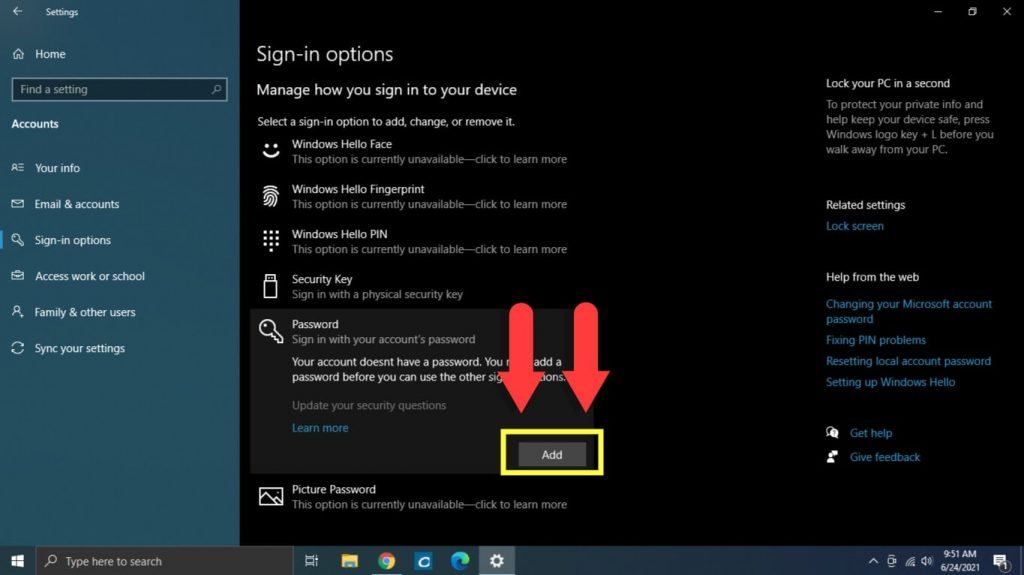 Settings
Home
Find a setting
Accounts
Your info
Email & accounts
Sign-in options
Access work or school
Family & other users
Sync your settings
Sign-in options
Manage how you sign in to your device
Select a sign-in option to add, change, or remove it.
Windows Hello Face
This option is currently unavailable—click to learn more
Windows Hello Fingerprint
This option is currently unavailable—click to learn more
Windows Hello PIN
This option is currently unavailable—click to learn more
Security Key
Sign in with a physical security key
Password
Sign in with your account's password
Your account doesnt have a password. You add a
password before you can use the other
Update your security questions
Learn more
Add
Picture Password
This option is currently unavailable—click to learn more
Lock your PC in a second
To protect your private info and
help keep your device safe, press
Windows logo key + L before you
walk away from your PC.
Related settings
Lock screen
Help from the web
Changing your Microsoft account
password
Fixing PIN problems
Resetting local account password
Setting up Windows Hello
Get help
Give feedback
Type here to search
9:51 AM
6/24/2021
1